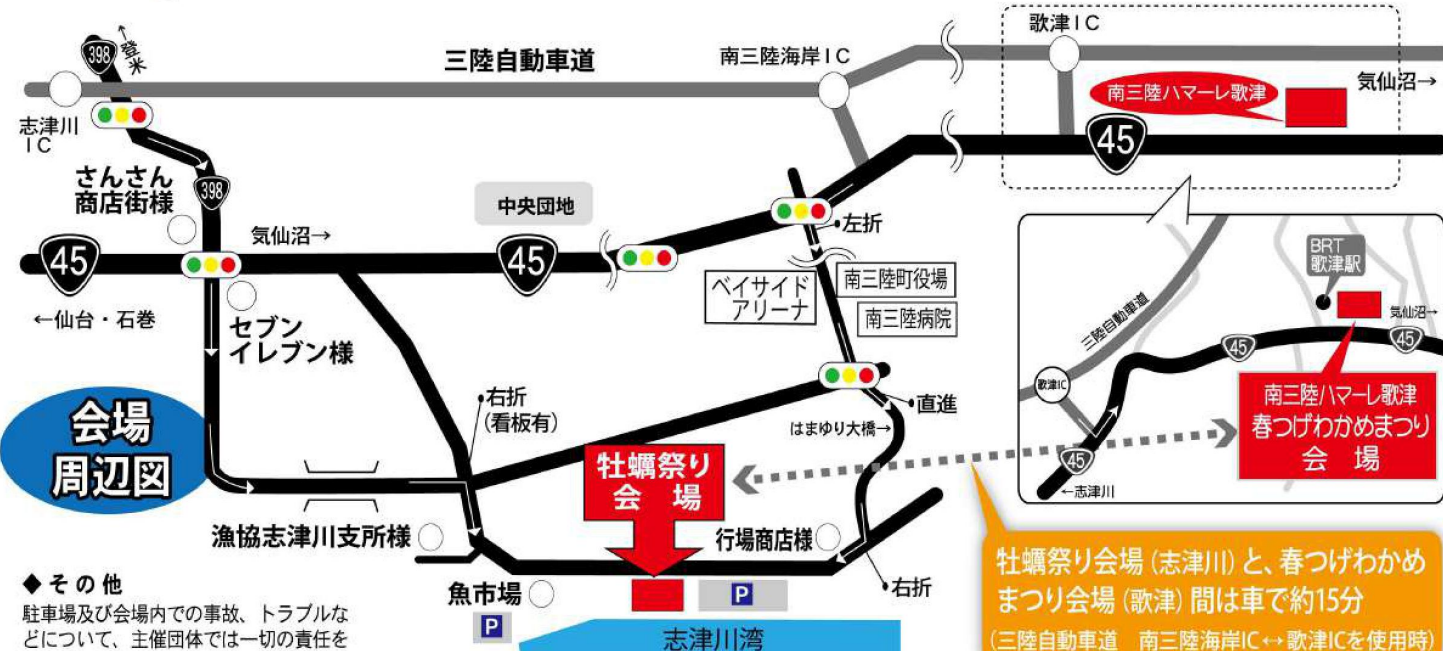 398
↑登米
三陸自動車道
南三陸海岸IC
歌津IC
気仙沼→
南三陸ハマーレ歌津
志津川
IC
45
さんさん
商店街様
398
中央団地
気仙沼→
45
45
←仙台・石巻
左折
ベイサイド
アリーナ
南三陸町役場
南三陸病院
セブン
イレブン様
BRT
歌津駅
三陸自動車道
気仙沼→
45
45
歌津IC
45
←志津川
南三陸ハマーレ歌津
春つげわかめまつり
会 場
会場
周辺図
右折
(看板有)
直進
はまゆり大橋→
牡蠣祭り
会 場
漁協志津川支所様
行場商店様
右折
魚市場
P
P
志津川湾
◆その他
駐車場及び会場内での事故、トラブルな
どについて、主催団体では一切の責任を
牡蠣祭り会場(志津川)と、春つげわかめ
まつり会場(歌津)間は車で約15分
(三陸自動車道 南三陸海岸IC↔歌津ICを使用時)